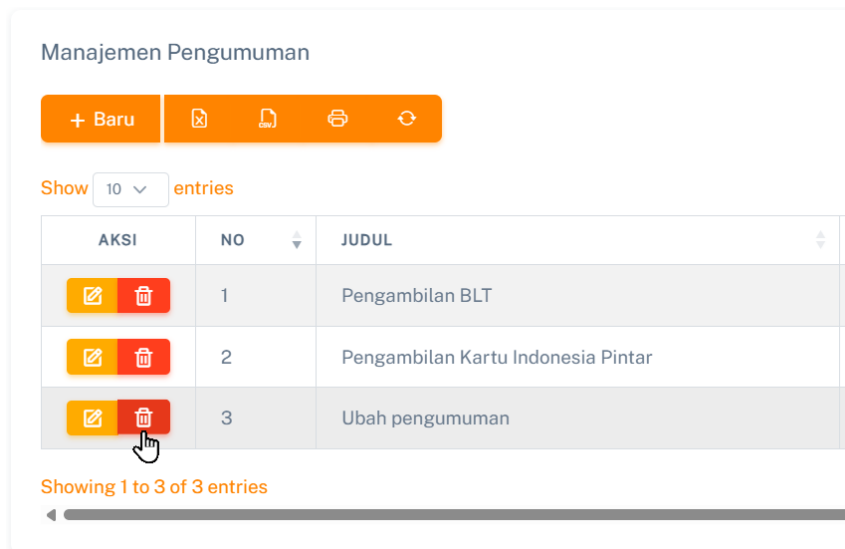 Manajemen Pengumuman
+ Baru CSV
Show 10 entries
AKSI NO JUDUL
1 Pengambilan BLT
2 Pengambilan Kartu Indonesia Pintar
3 Ubah pengumuman
Showing 1 to 3 of 3 entries